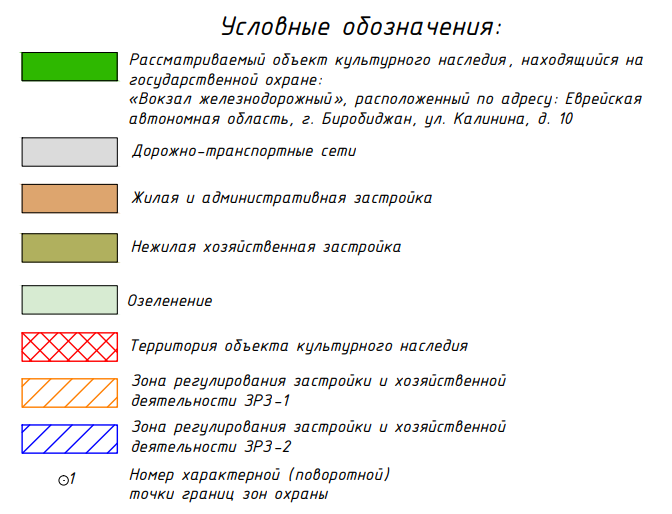 Условные обозначения:
Рассматриваемый объект культурного наследия, находящийся на
государственной охране:
«Вокзал железнодорожный», расположенный по адресу: Еврейская
автономная область, г. Биробиджан, ул. Калинина, д. 10
Дорожно-транспортные сети
Жилая и административная застройка
Нежилая хозяйственная застройка
Озеленение
Территория объекта культурного наследия
Зона регулирования застройки и хозяйственной
деятельности ЗРЗ-1
Зона регулирования застройки и хозяйственной
деятельности ЗРЗ-2
1
Номер характерной (поворотной)
точки границ зон охраны